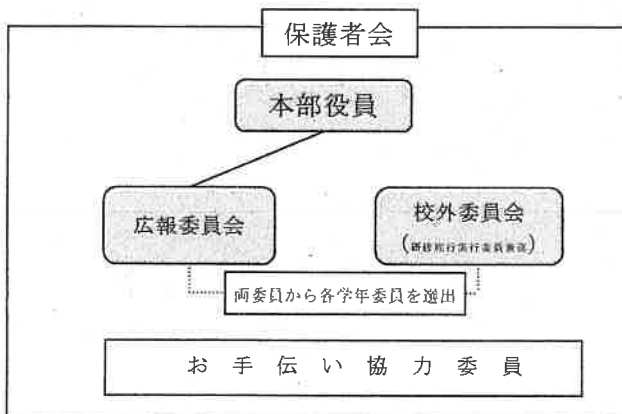 保護者会
本部役員
広報委員会
校外委員会
両委員から各学年委員を選出
お手伝い協力委員